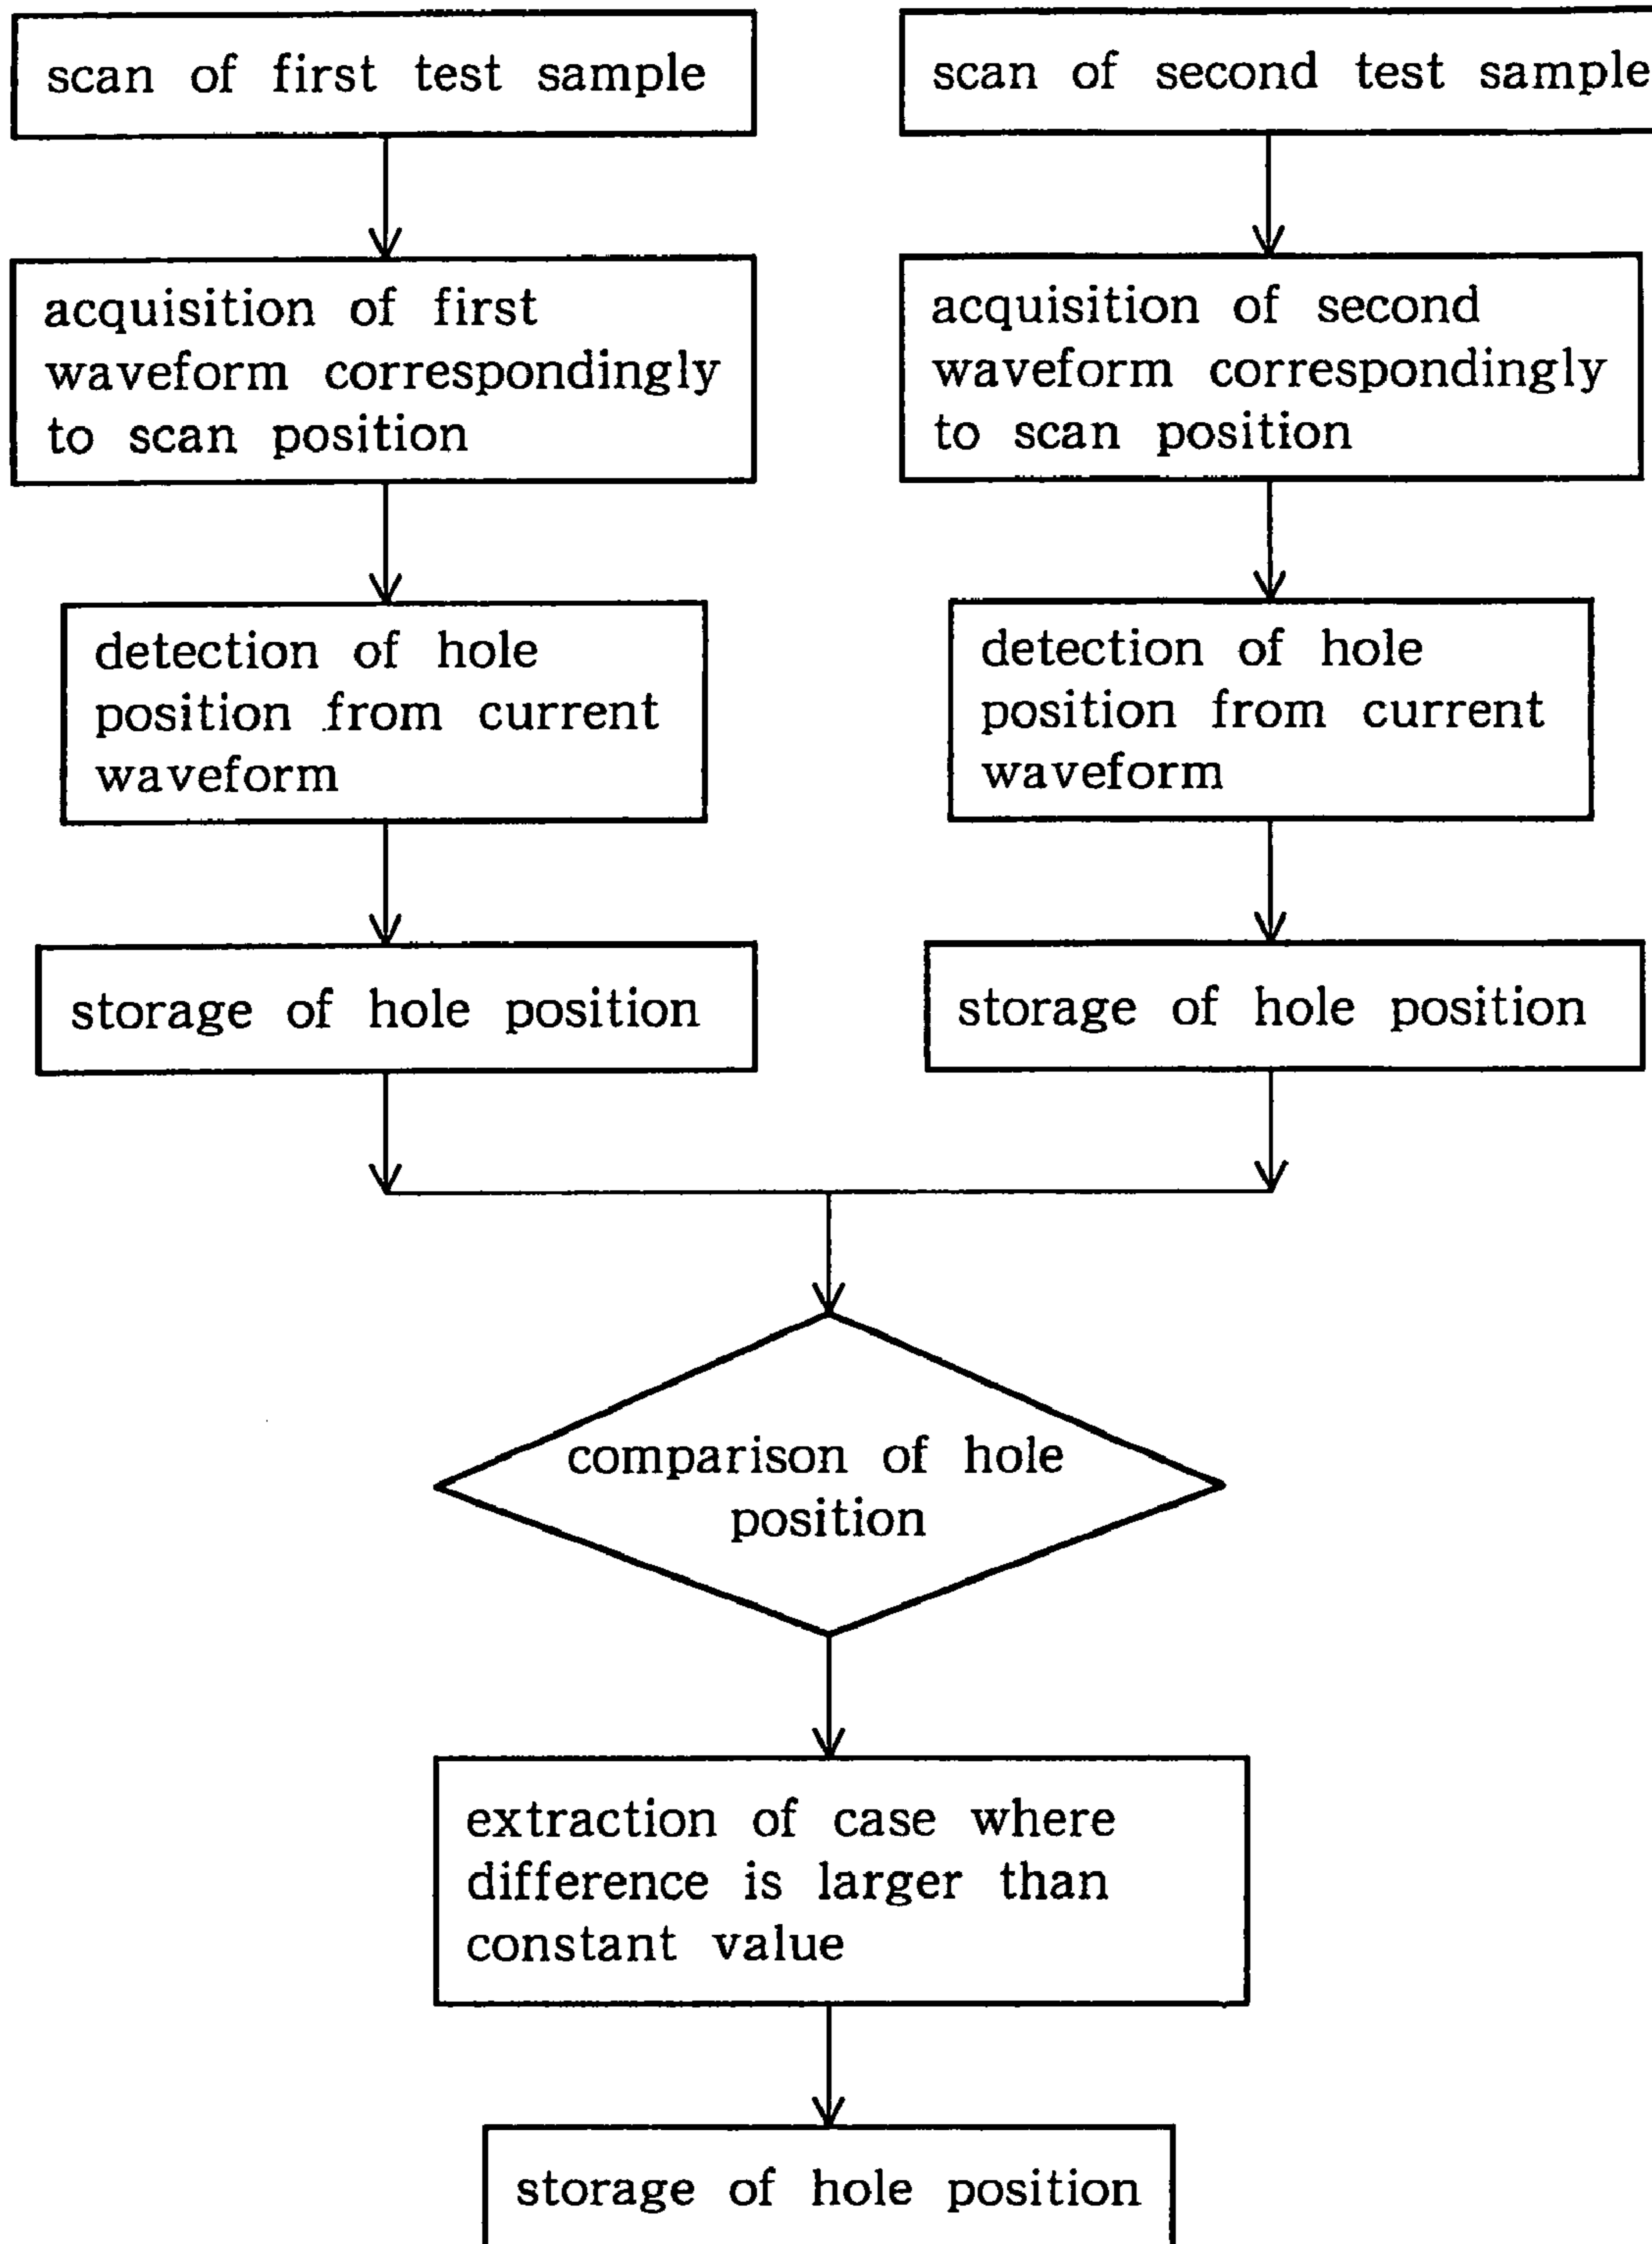 scan of first test sample
acquisition of first
waveform correspondingly
to scan position
detection of hole
position from current
waveform
storage of hole position
scan of second test sample
acquisition of second
waveform correspondingly
to scan position
detection of hole
position from current
waveform
storage of hole position
comparison of hole
position
extraction of case where
difference is larger than
constant value
storage of hole position